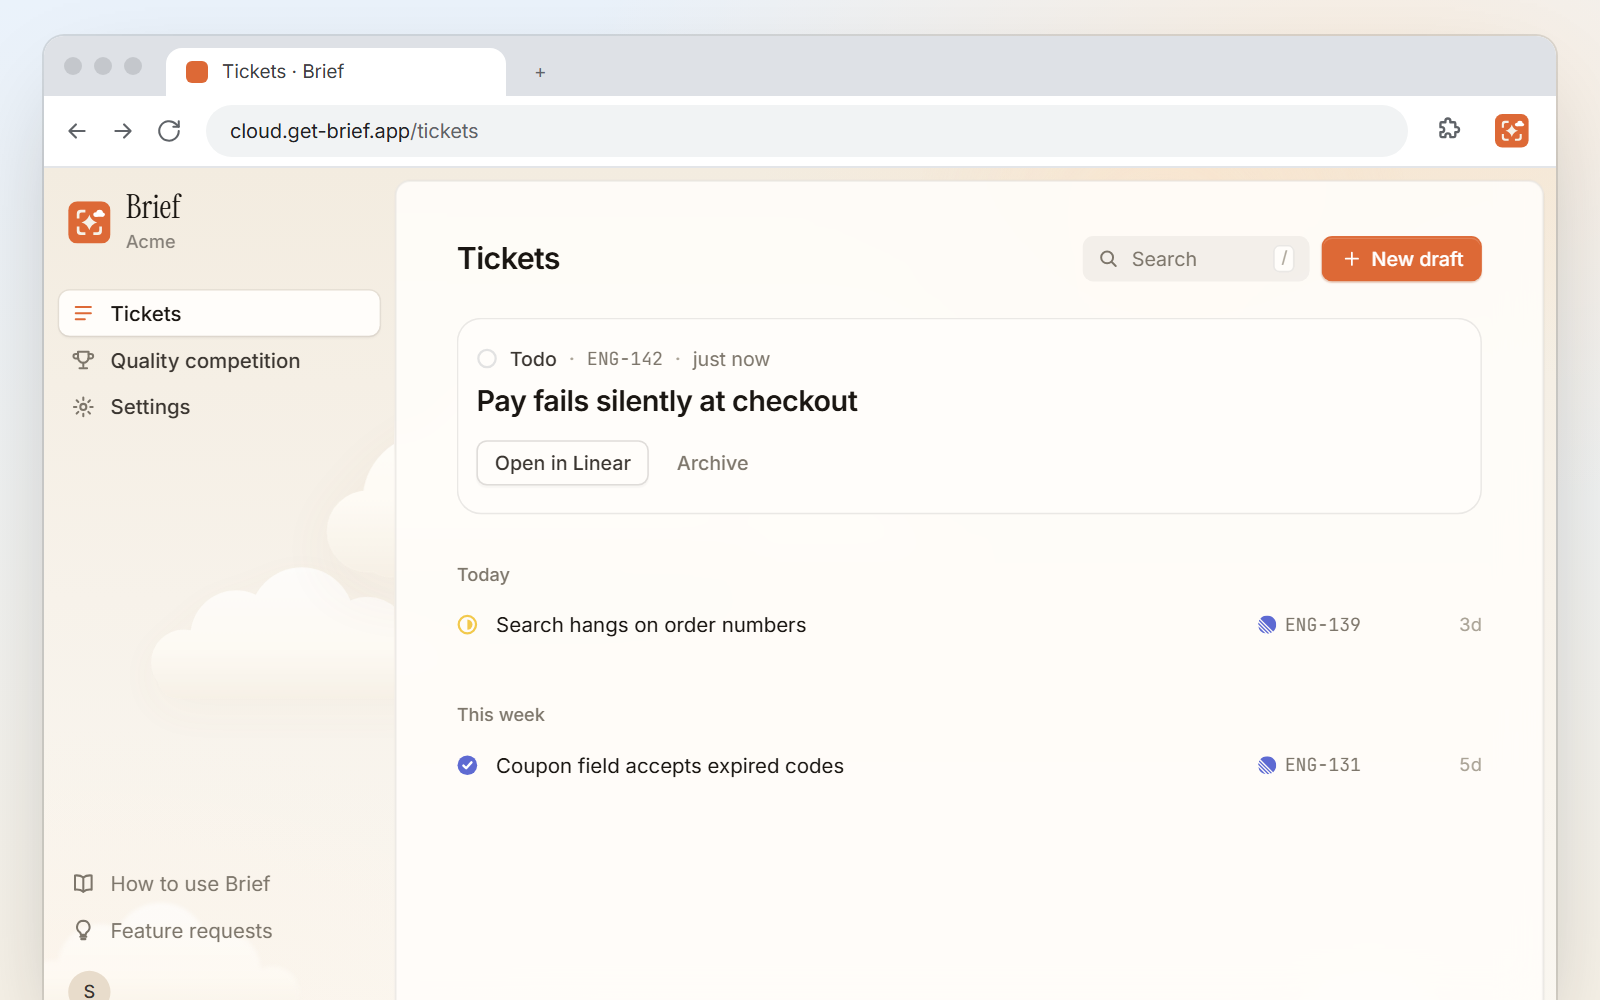 Tickets · Brief
+
cloud.get-brief.app/tickets
Brief
Acme
Tickets
Quality competition
Settings
How to use Brief
Feature requests
S
Tickets
Search /
+ New draft
Todo · ENG-142 · just now
Pay fails silently at checkout
Open in Linear Archive
Today
Search hangs on order numbers ENG-139 3d
This week
Coupon field accepts expired codes ENG-131 5d